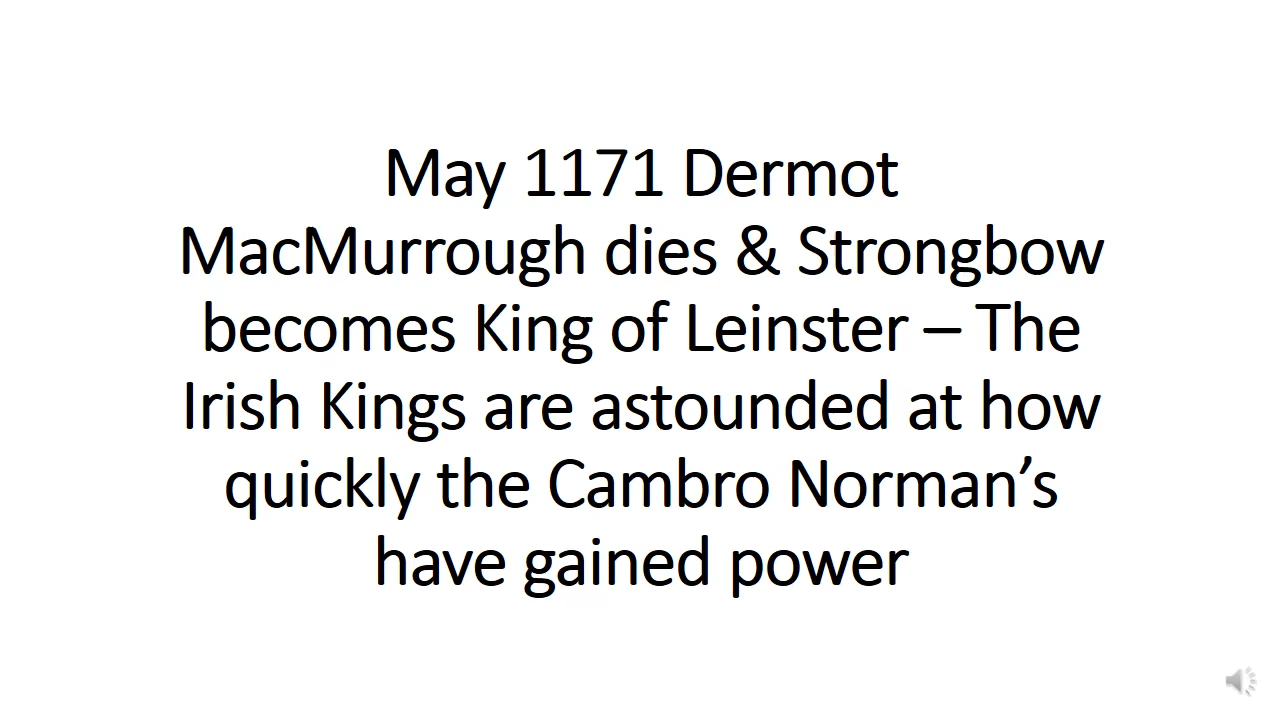 May 1171 Dermot
MacMurrough dies & Strongbow
becomes King of Leinster – The
Irish Kings are astounded at how
quickly the Cambro Norman’s
have gained power